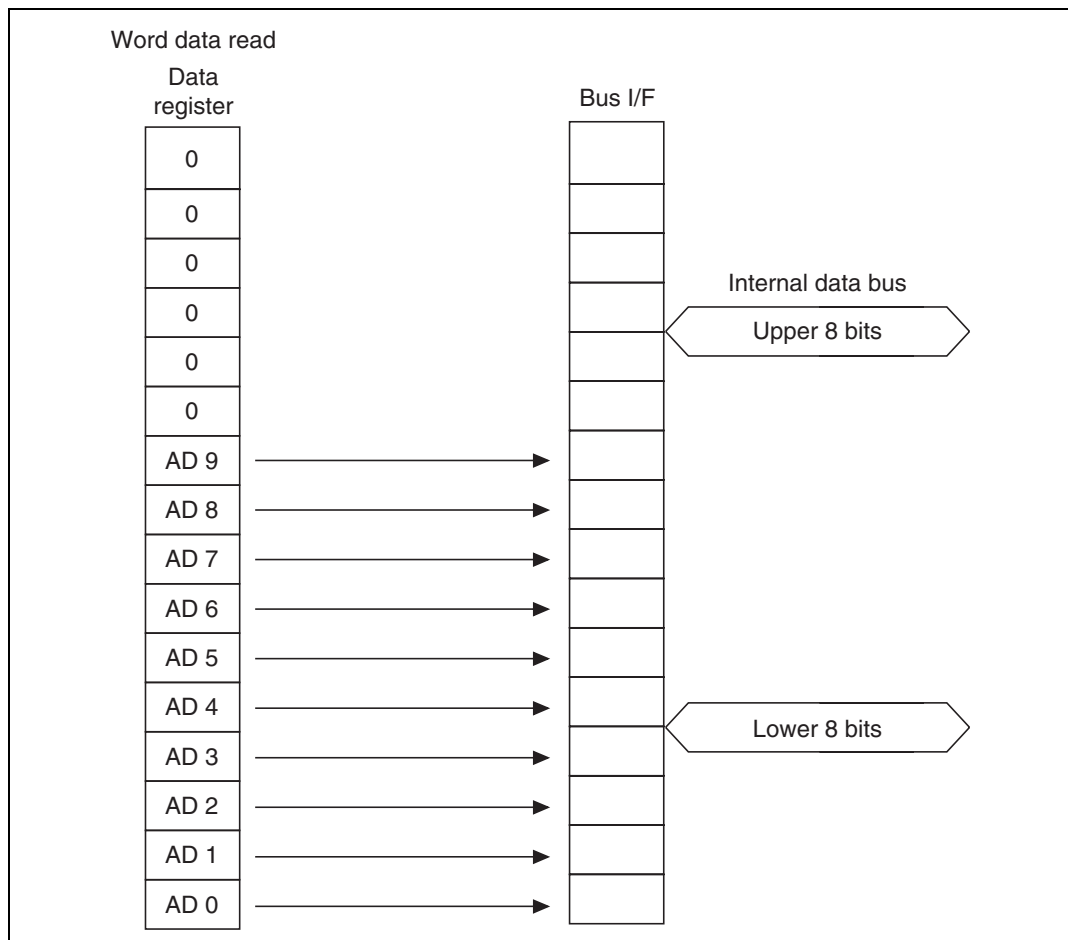 Word data read
Data
register
Bus I/F
0
0
0
0
0
0
AD 9
AD 8
AD 7
AD 6
AD 5
AD 4
AD 3
AD 2
AD 1
AD 0
Internal data bus
Upper 8 bits
Lower 8 bits